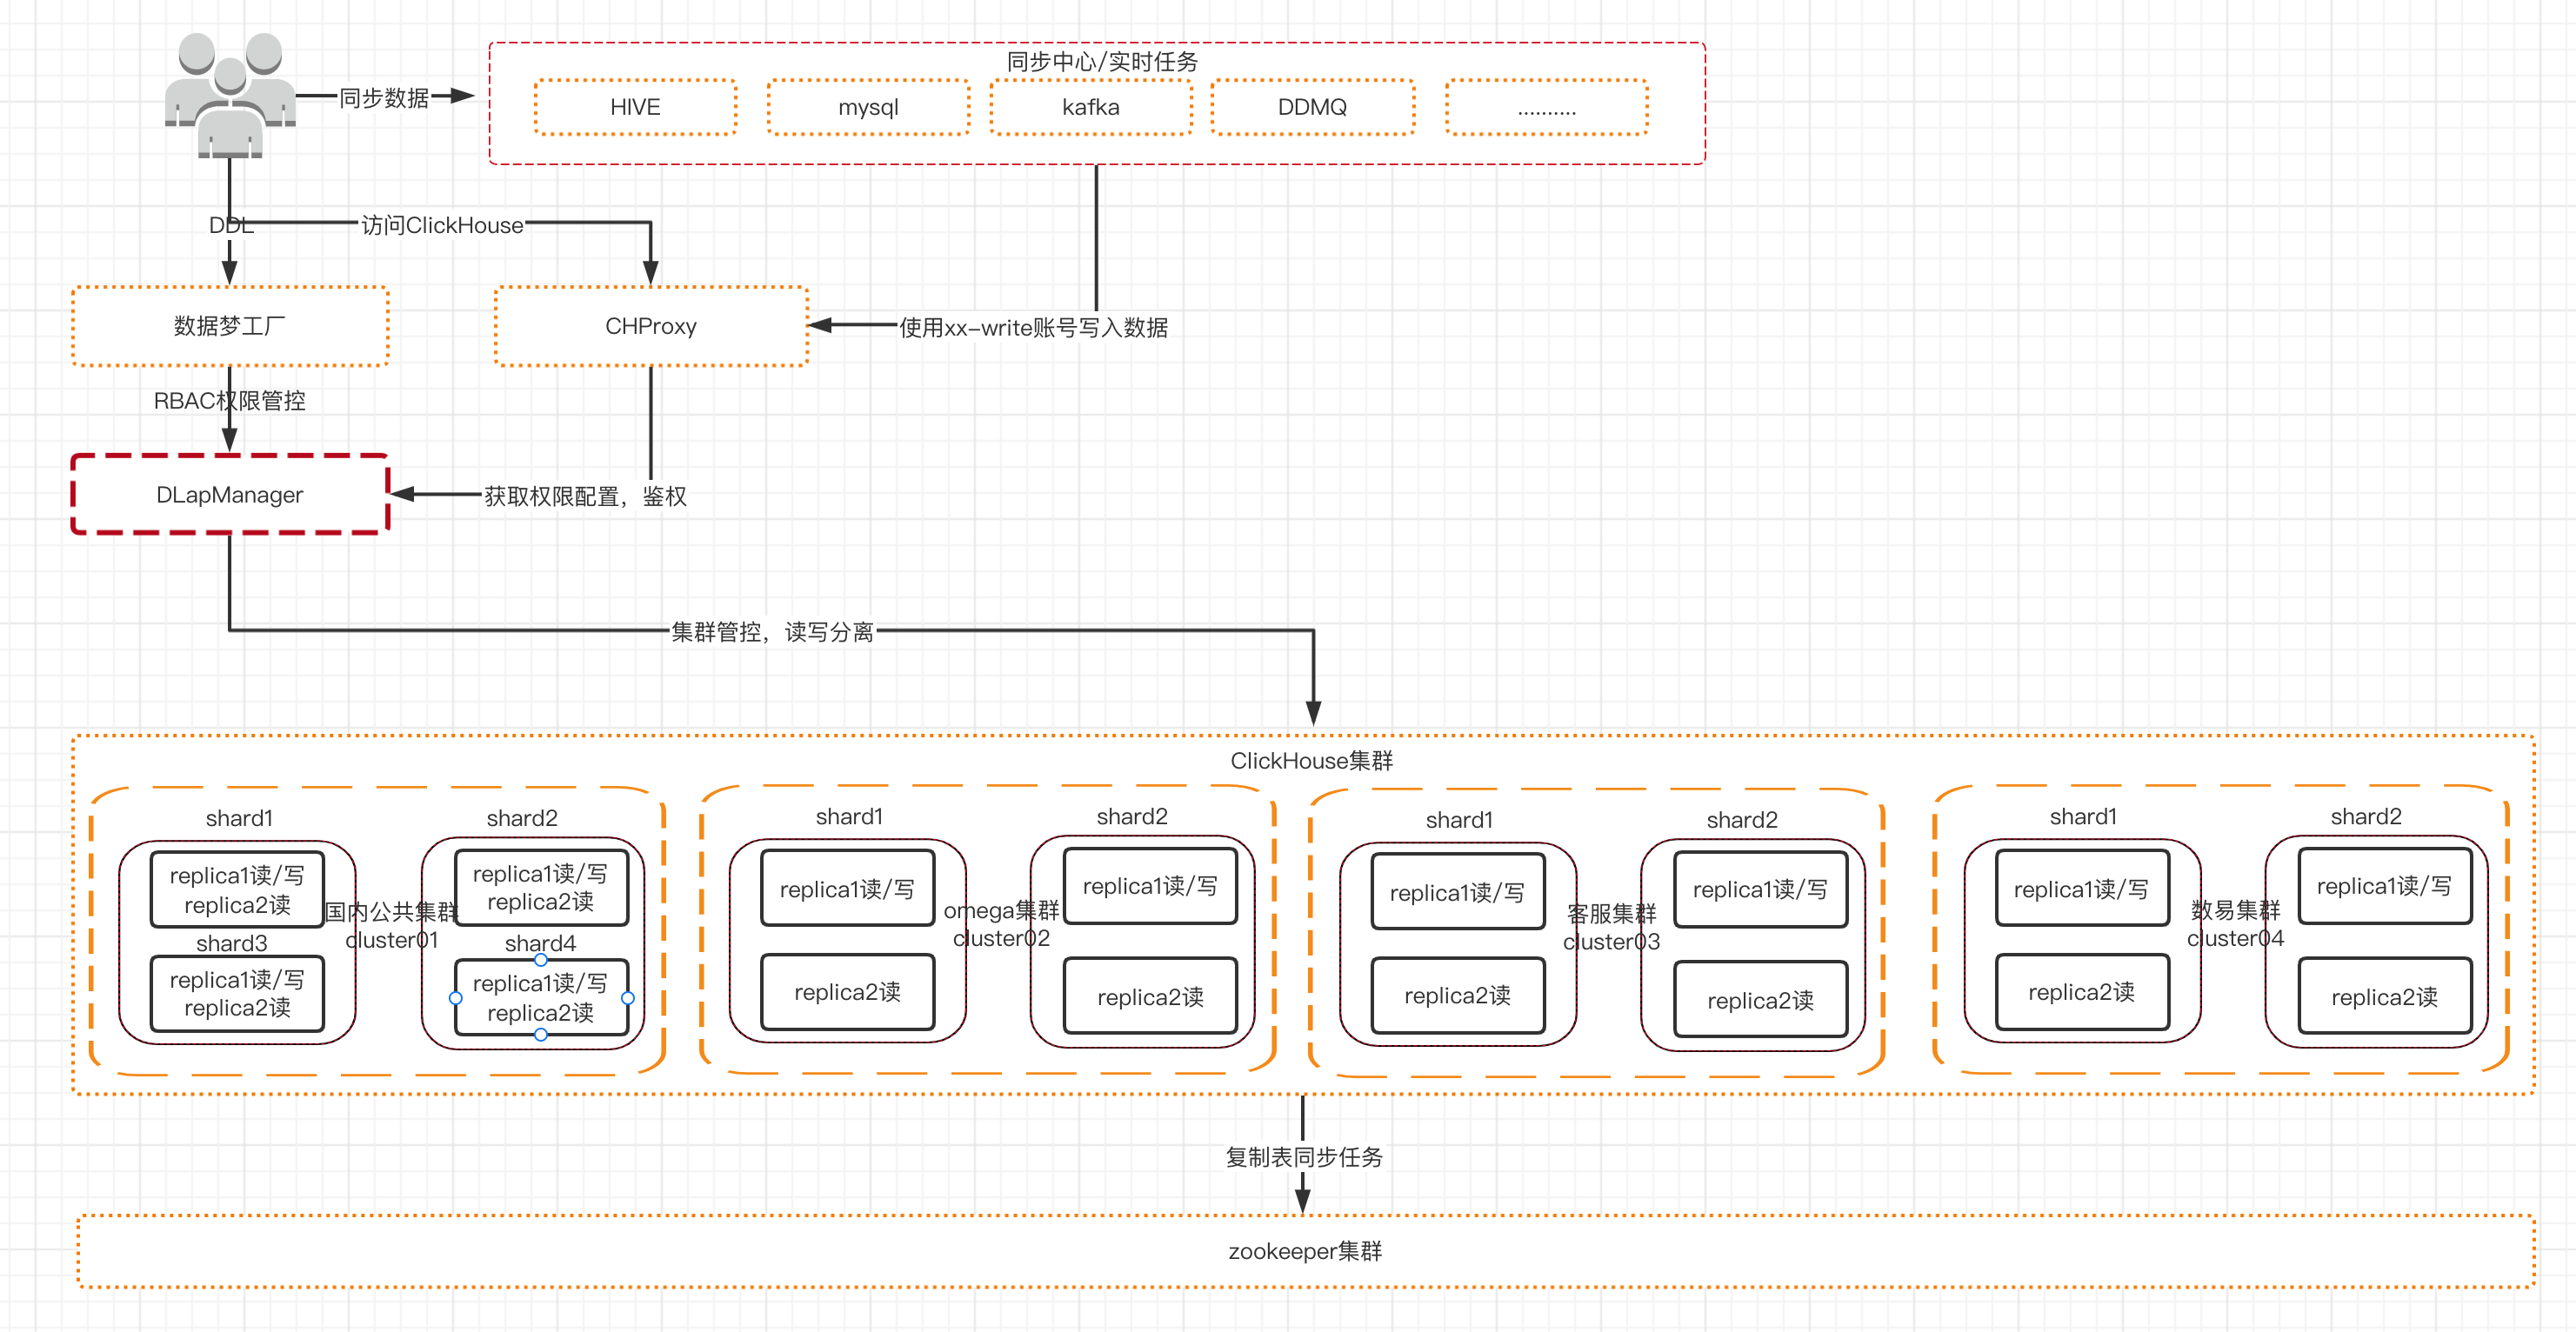 同步中心/实时任务
同步数据
HIVE
mysql
kafka
DDMQ
..........
DDL
访问ClickHouse
数据梦工厂
CHProxy
使用xx-write账号写入数据
RBAC权限管控
DLapManager
获取权限配置，鉴权
集群管控，读写分离
ClickHouse集群
shard1
replica1读/写
replica2读
shard3
replica1读/写
replica2读
国内公共集群
cluster01
shard2
replica1读/写
replica2读
shard4
replica1读/写
replica2读
shard1
replica1读/写
replica2读
omega集群
cluster02
shard2
replica1读/写
replica2读
shard1
replica1读/写
replica2读
客服集群
cluster03
shard2
replica1读/写
replica2读
shard1
replica1读/写
replica2读
数易集群
cluster04
shard2
replica1读/写
replica2读
复制表同步任务
zookeeper集群